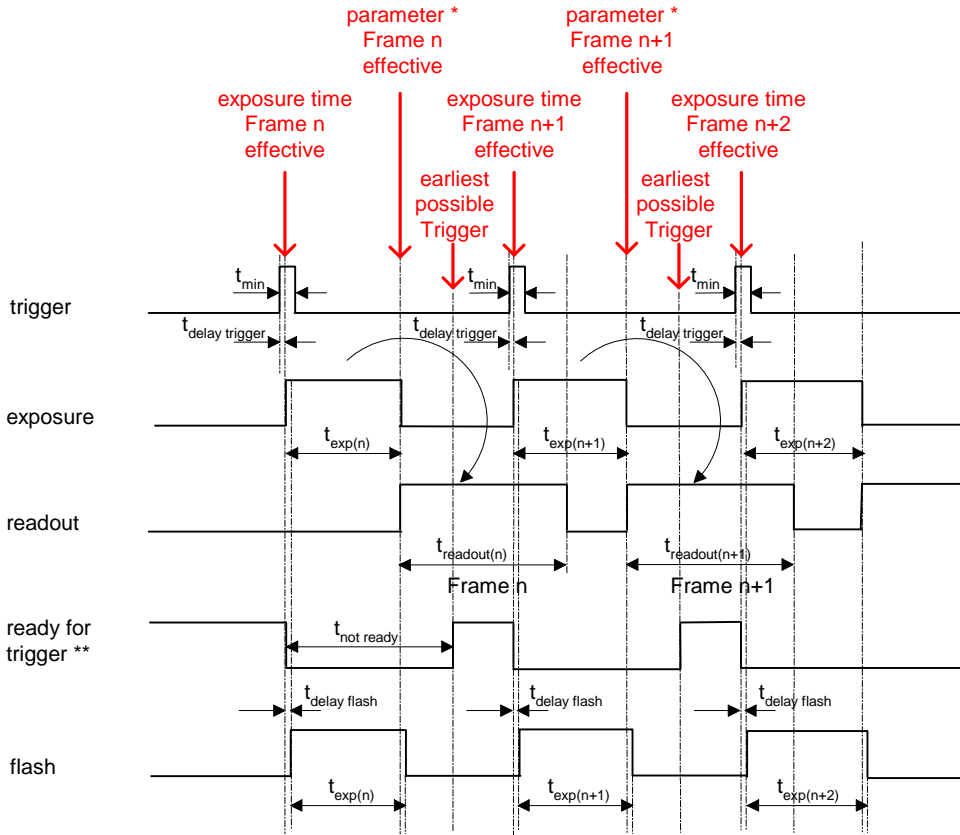 parameter *
Frame n
effective
parameter *
Frame n+1
effective
exposure time
Frame n
effective
exposure time
Frame n+1
effective
exposure time
Frame n+2
effective
earliest
possible
Trigger
earliest
possible
Trigger
trigger
tmin
tmin
tmin
tdelay trigger
tdelay trigger
tdelay trigger
exposure
texp(n)
texp(n+1)
texp(n+2)
readout
treadout(n)
treadout(n+1)
Frame n
Frame n+1
ready for
trigger **
tnot ready
tdelay flash
tdelay flash
tdelay flash
flash
texp(n)
texp(n+1)
texp(n+2)